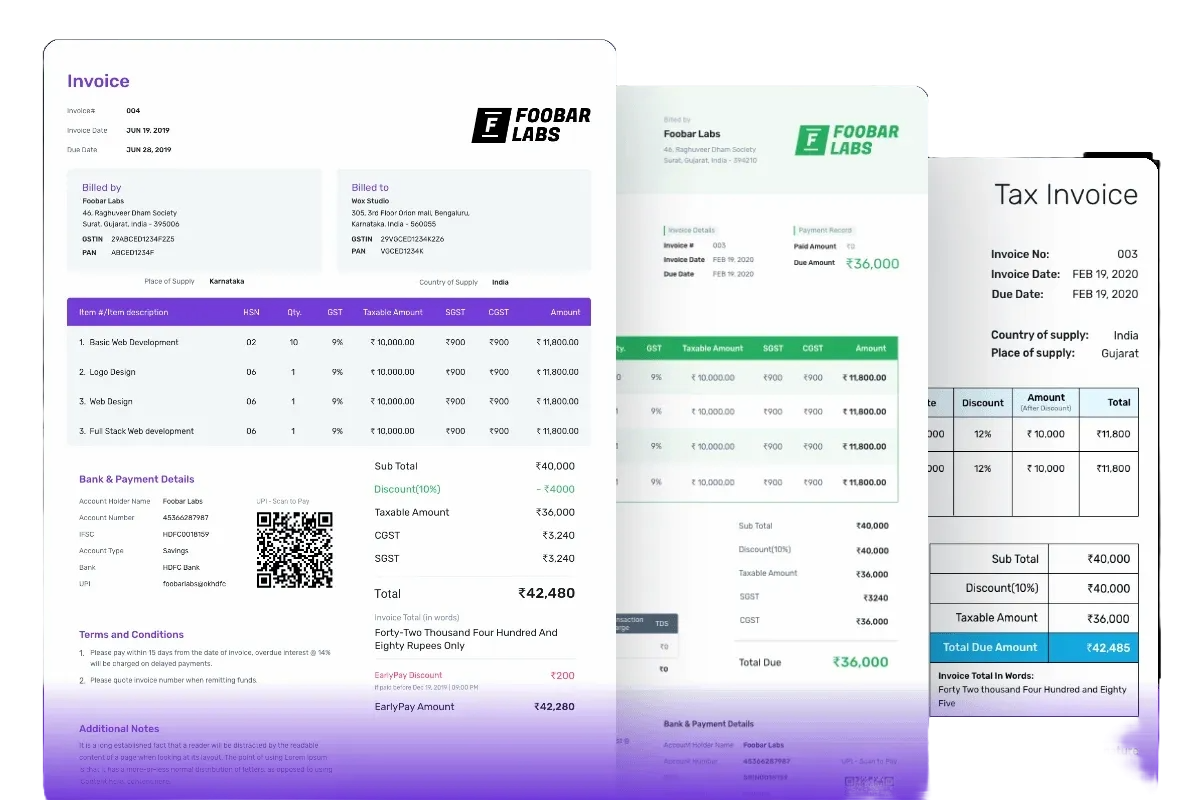 Invoice
Invoice# 004
Invoice Date JUN 19, 2019
Due Date JUN 28, 2019
FOOBAR
LABS
Billed by
Foobar Labs
46, Raghuveer Dham Society
Surat, Gujarat, India - 395006
GSTIN 29ABCED1234F2Z5
PAN ABCED1234F
Billed to
Wox Studio
305, 3rd Floor Orion mall, Bengaluru,
Karnataka, India - 560055
GSTIN 29VGCED1234K2Z6
PAN VGCED1234K
Place of Supply Karnataka
Country of Supply India
Item #/Item description HSN Qty. GST Taxable Amount SGST CGST Amount
1. Basic Web Development 02 10 9% ₹ 10,000.00 ₹900 ₹900 ₹ 11,800.00
2. Logo Design 06 1 9% ₹ 10,000.00 ₹900 ₹900 ₹ 11,800.00
3. Web Design 06 1 9% ₹ 10,000.00 ₹900 ₹900 ₹ 11,800.00
3. Full Stack Web development 06 1 9% ₹ 10,000.00 ₹900 ₹900 ₹ 11,800.00
Bank & Payment Details
Account Holder Name Foobar Labs
Account Number 45366287987
IFSC HDFC0018159
Account Type Savings
Bank HDFC Bank
UPI foobarlabs@okhdfc
UPI - Scan to Pay
Sub Total ₹40,000
Discount(10%) - ₹4000
Taxable Amount ₹36,000
CGST ₹3,240
SGST ₹3,240
Total ₹42,480
Invoice Total (in words)
Forty-Two Thousand Four Hundred And
Eighty Rupees Only
EarlyPay Discount ₹200
If paid before Dec 19, 2019 | 09:00 PM
EarlyPay Amount ₹42,280
Terms and Conditions
1. Please pay within 15 days from the date of invoice, overdue interest @ 14%
will be charged on delayed payments.
2. Please quote invoice number when remitting funds.
Additional Notes
It is a long established fact that a reader will be distracted by the readable
content of a page when looking at its layout. The point of using Lorem Ipsum
is that it has a more-or-less normal distribution of letters, as opposed to using
Billed by
Foobar Labs
46, Raghuveer Dham Society
Surat, Gujarat, India - 394210
FOOBAR
LABS
Invoice Details
Invoice # 003
Invoice Date FEB 19, 2020
Due Date FEB 19, 2020
Payment Record
Paid Amount ₹0
Due Amount ₹36,000
ty. GST Taxable Amount SGST CGST Amount
0 9% ₹ 10,000.00 ₹900 ₹900 ₹ 11,800.00
1 9% ₹ 10,000.00 ₹900 ₹900 ₹ 11,800.00
1 9% ₹ 10,000.00 ₹900 ₹900 ₹ 11,800.00
1 9% ₹ 10,000.00 ₹900 ₹900 ₹ 11,800.00
Sub Total ₹40,000
Discount(10%) ₹40,000
Taxable Amount ₹36,000
SGST ₹3240
CGST ₹36,000
Total Due ₹36,000
nsaction
arge TDS
₹0
₹0
Bank & Payment Details
Account Holder Name Foobar Labs
Account Number 45366287987
UPI - Scan to Pay
Tax Invoice
Invoice No: 003
Invoice Date: FEB 19, 2020
Due Date: FEB 19, 2020
Country of supply: India
Place of supply: Gujarat
te Discount Amount Total
(After Discount)
000 12% ₹ 10,000 ₹11,800
000 12% ₹ 10,000 ₹11,800
Sub Total ₹40,000
Discount(10%) ₹40,000
Taxable Amount ₹36,000
Total Due Amount ₹42,485
Invoice Total In Words:
Forty Two thousand Four Hundred and Eighty
Five